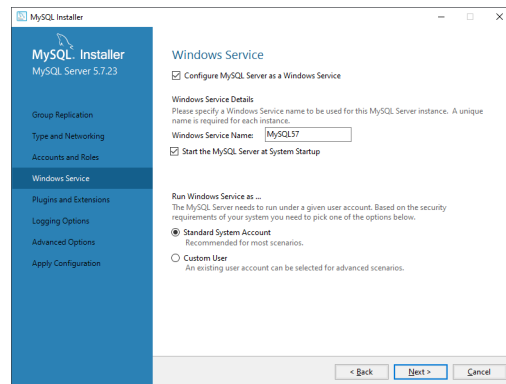 MySQL Installer
MySQL. Installer
MySQL Server 5.7.23
Group Replication
Type and Networking
Accounts and Roles
Windows Service
Plugins and Extensions
Logging Options
Advanced Options
Apply Configuration
Windows Service
Configure MySQL Server as a Windows Service
Windows Service Details
Please specify a Windows Service name to be used for this MySQL Server instance. A unique
name is required for each instance.
Windows Service Name: MySQL57
Start the MySQL Server at System Startup
Run Windows Service as ...
The MySQL Server needs to run under a given user account. Based on the security
requirements of your system you need to pick one of the options below.
Standard System Account
Recommended for most scenarios.
Custom User
An existing user account can be selected for advanced scenarios.
< Back Next > Cancel